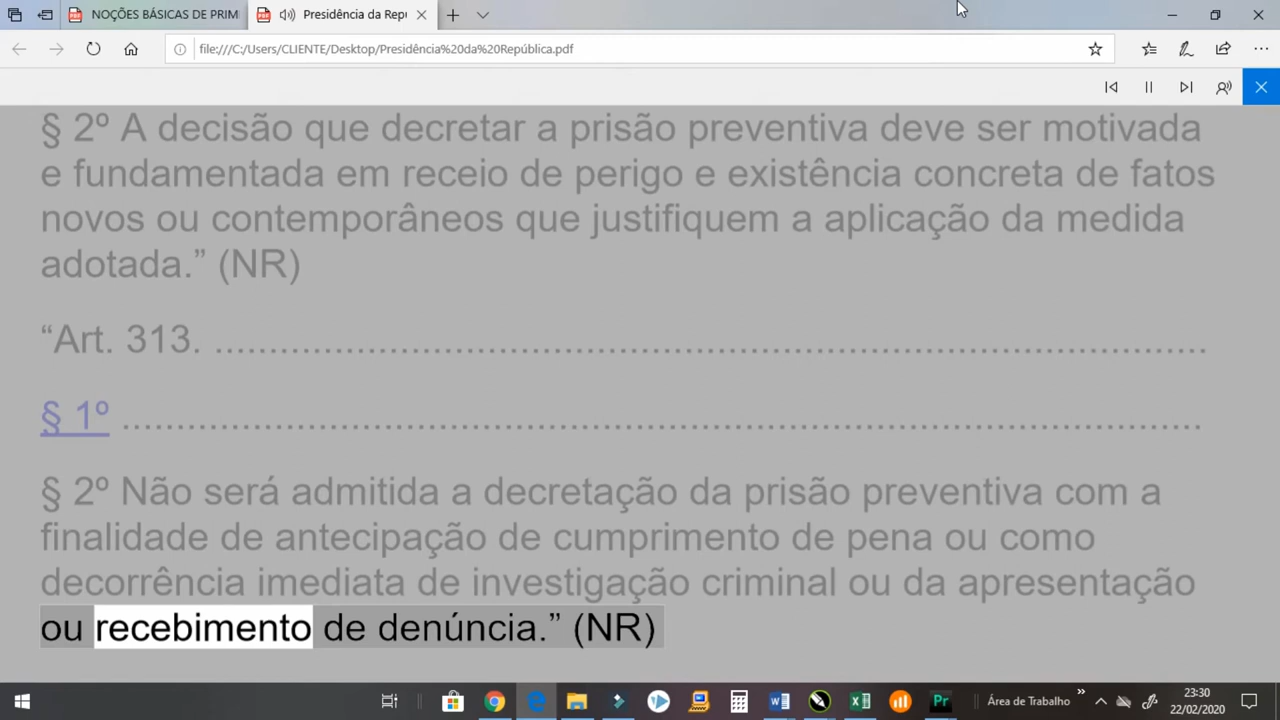 NOÇÕES BÁSICAS DE PRIM
Presidência da Repú
file:///C:/Users/CLIENTE/Desktop/Presidência%20da%20República.pdf
§ 2º A decisão que decretar a prisão preventiva deve ser motivada
e fundamentada em receio de perigo e existência concreta de fatos
novos ou contemporâneos que justifiquem a aplicação da medida
adotada.” (NR)
“Art. 313. ...................................................................................
§ 1º ..........................................................................................
§ 2º Não será admitida a decretação da prisão preventiva com a
finalidade de antecipação de cumprimento de pena ou como
decorrência imediata de investigação criminal ou da apresentação
ou recebimento de denúncia.” (NR)
Pr
Área de Trabalho
23:30
22/02/2020